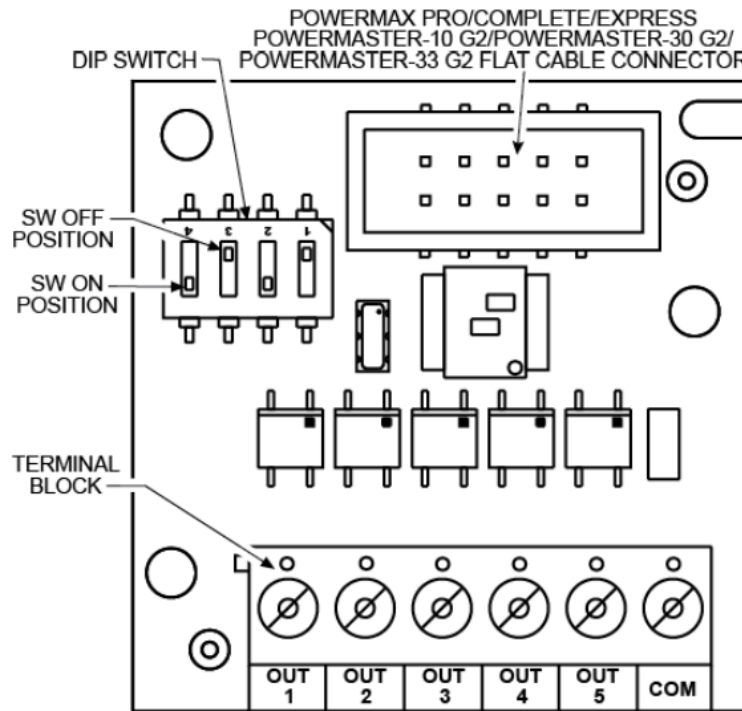 POWERMAX PRO/COMPLETE/EXPRESS
POWERMASTER-10 G2/POWERMASTER-30 G2/
POWERMASTER-33 G2 FLAT CABLE CONNECTOR
DIP SWITCH
SW OFF
POSITION
4 3 2 1
SW ON
POSITION
TERMINAL
BLOCK
OUT 1
OUT 2
OUT 3
OUT 4
OUT 5
COM